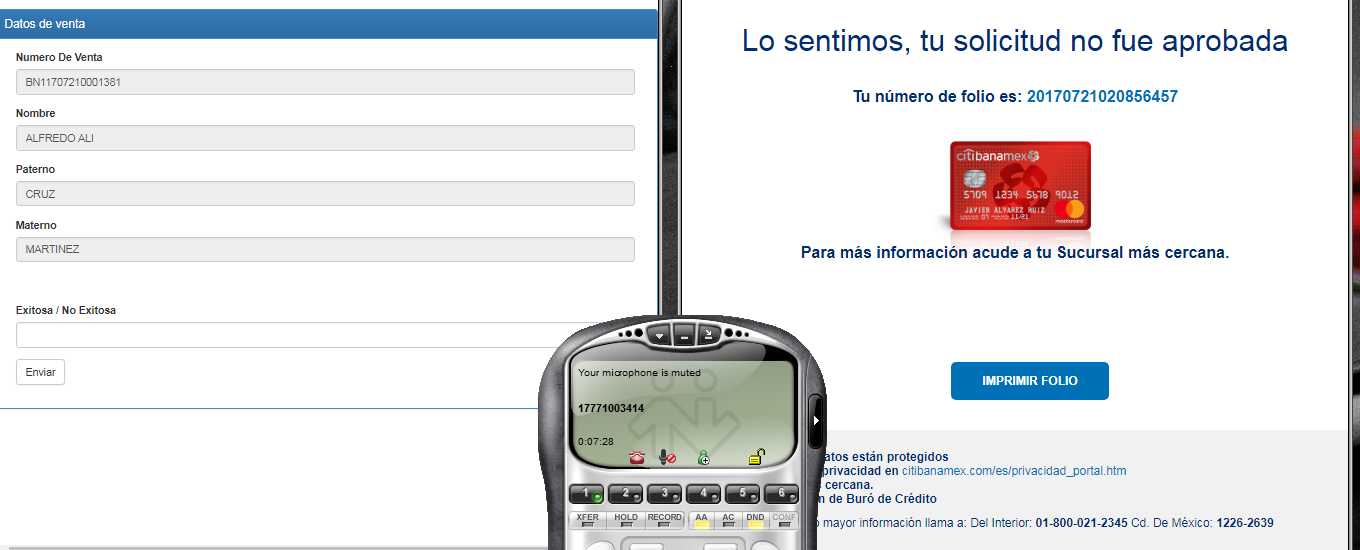 Datos de venta
Numero De Venta
BN11707210001381
Nombre
ALFREDO ALI
Paterno
CRUZ
Materno
MARTINEZ
Exitosa / No Exitosa
Enviar
Lo sentimos, tu solicitud no fue aprobada
Tu número de folio es: 20170721020856457
citibanamex
5709 1234 5678 9012
11/21
JAVIER ALVAREZ RUIZ
mastercard
Para más información acude a tu Sucursal más cercana.
IMPRIMIR FOLIO
atos están protegidos
privacidad en citibanamex.com/es/privacidad_portal.htm
cercana.
n de Buró de Crédito
mayor información llama a: Del Interior: 01-800-021-2345 Cd. De México: 1226-2639
Your microphone is muted
17771003414
0:07:28
1 2 3 4 5 6
XFER HOLD RECORD AA AC DND CONF